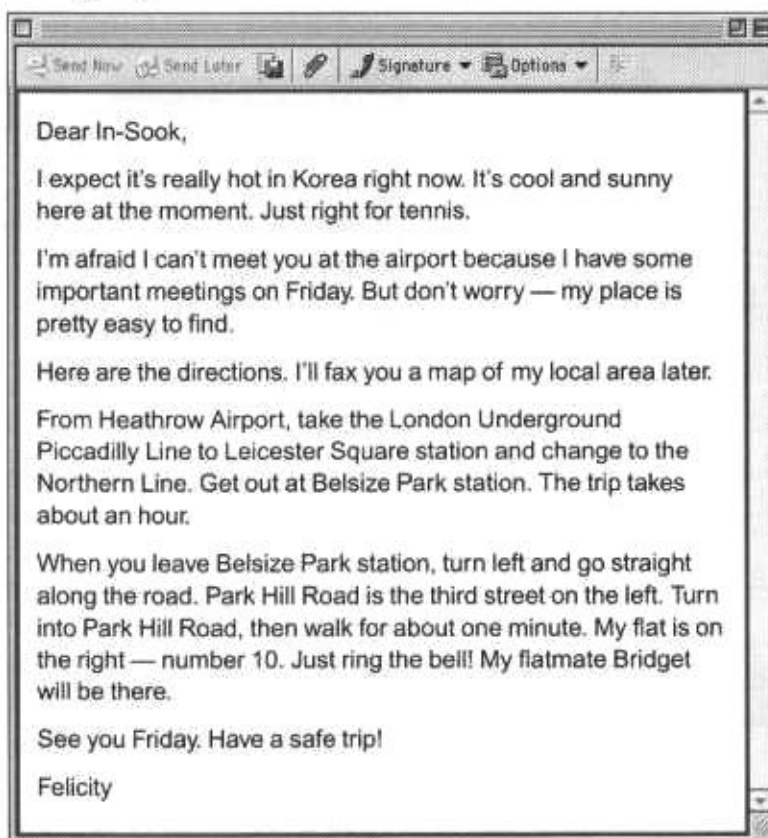 Send Now Send Later Signature Options
Dear In-Sook,
I expect it's really hot in Korea right now. It's cool and sunny
here at the moment. Just right for tennis.
I'm afraid I can't meet you at the airport because I have some
important meetings on Friday. But don't worry — my place is
pretty easy to find.
Here are the directions. I'll fax you a map of my local area later.
From Heathrow Airport, take the London Underground
Piccadilly Line to Leicester Square station and change to the
Northern Line. Get out at Belsize Park station. The trip takes
about an hour.
When you leave Belsize Park station, turn left and go straight
along the road. Park Hill Road is the third street on the left. Turn
into Park Hill Road, then walk for about one minute. My flat is on
the right — number 10. Just ring the bell! My flatmate Bridget
will be there.
See you Friday. Have a safe trip!
Felicity